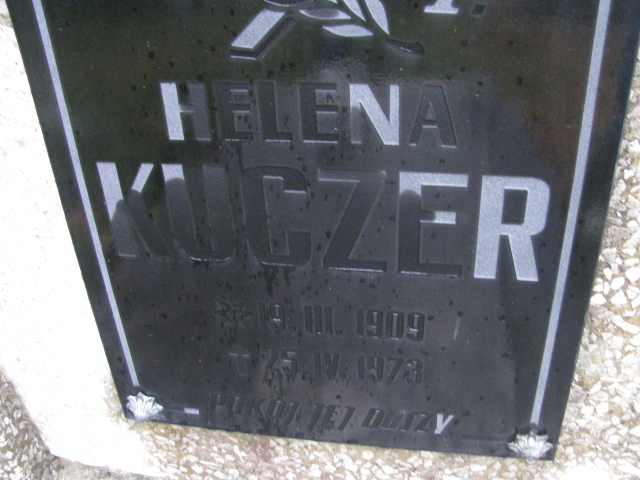 P.
HELENA
KUCZER
* 19. III. 1909
† 25. IV. 1973
POKÓJ JEJ DUSZY